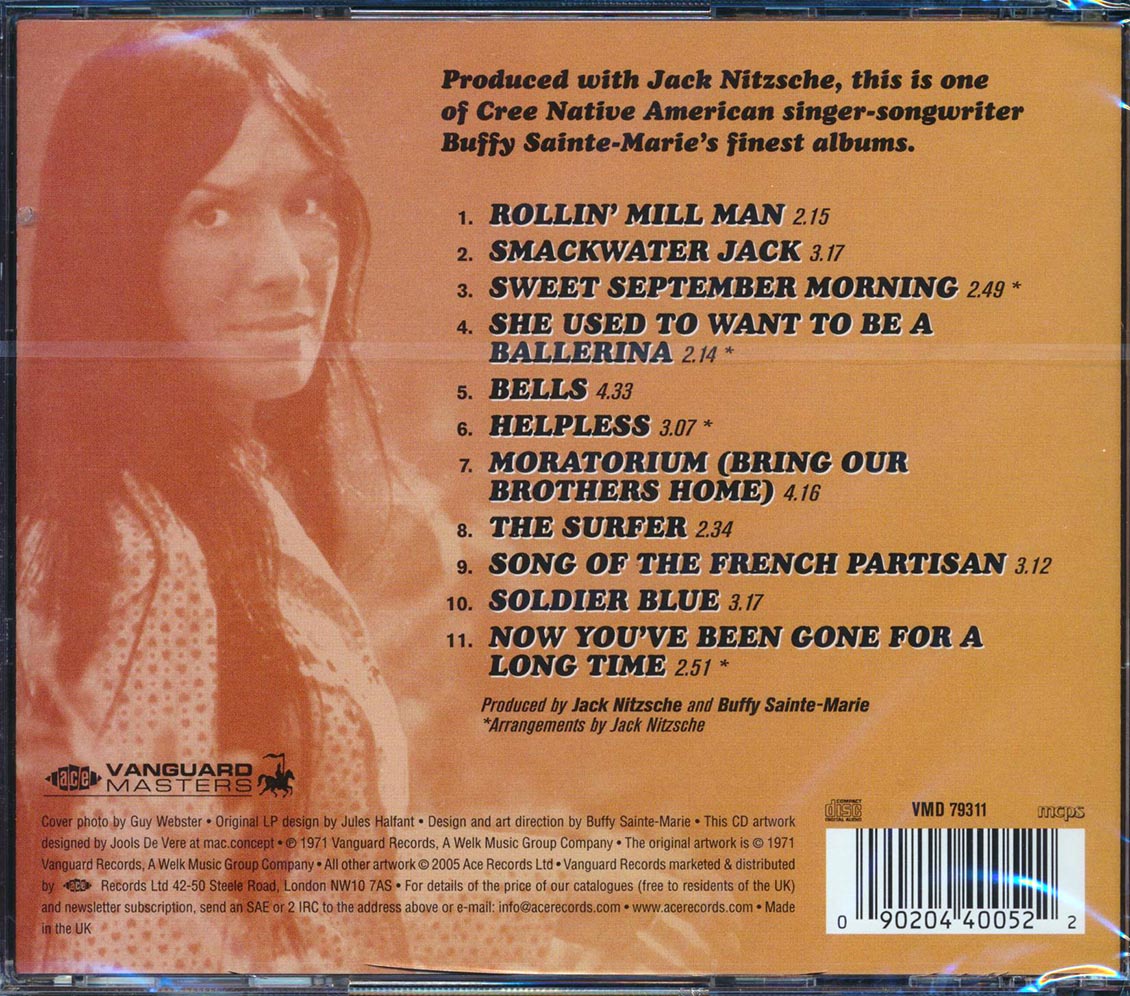 Produced with Jack Nitzsche, this is one
of Cree Native American singer-songwriter
Buffy Sainte-Marie's finest albums.
1. ROLLIN' MILL MAN 2.15
2. SMACKWATER JACK 3.17
3. SWEET SEPTEMBER MORNING 2.49 *
4. SHE USED TO WANT TO BE A
BALLERINA 2.14 *
5. BELLS 4.33
6. HELPLESS 3.07 *
7. MORATORIUM (BRING OUR
BROTHERS HOME) 4.16
8. THE SURFER 2.34
9. SONG OF THE FRENCH PARTISAN 3.12
10. SOLDIER BLUE 3.17
11. NOW YOU'VE BEEN GONE FOR A
LONG TIME 2.51 *
Produced by Jack Nitzsche and Buffy Sainte-Marie
*Arrangements by Jack Nitzsche
ace VANGUARD
MASTERS
Cover photo by Guy Webster • Original LP design by Jules Halfant • Design and art direction by Buffy Sainte-Marie • This CD artwork
designed by Jools De Vere at mac.concept • ℗ 1971 Vanguard Records, A Welk Music Group Company • The original artwork is © 1971
Vanguard Records, A Welk Music Group Company • All other artwork © 2005 Ace Records Ltd • Vanguard Records marketed & distributed
by ace Records Ltd 42-50 Steele Road, London NW10 7AS • For details of the price of our catalogues (free to residents of the UK)
and newsletter subscription, send an SAE or 2 IRC to the address above or e-mail: info@acerecords.com • www.acerecords.com • Made
in the UK
COMPACT
disc
DIGITAL AUDIO
VMD 79311
mcps
0 90204 40052 2